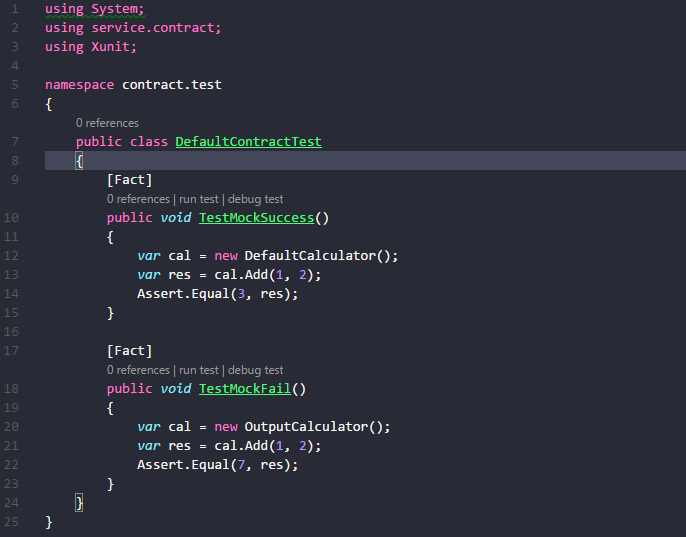 1 using System;
2 using service.contract;
3 using Xunit;
4
5 namespace contract.test
6 {
0 references
7 public class DefaultContractTest
8 {
9 [Fact]
0 references | run test | debug test
10 public void TestMockSuccess()
11 {
12 var cal = new DefaultCalculator();
13 var res = cal.Add(1, 2);
14 Assert.Equal(3, res);
15 }
16
17 [Fact]
0 references | run test | debug test
18 public void TestMockFail()
19 {
20 var cal = new OutputCalculator();
21 var res = cal.Add(1, 2);
22 Assert.Equal(7, res);
23 }
24 }
25 }